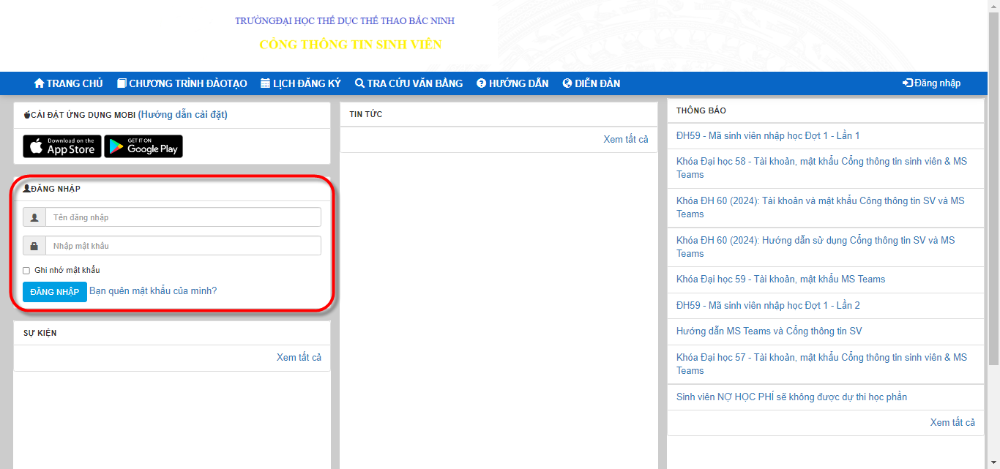 TRƯỜNGĐẠI HỌC THỂ DỤC THỂ THAO BẮC NINH
CỔNG THÔNG TIN SINH VIÊN
TRANG CHỦ CHƯƠNG TRÌNH ĐÀOTẠO LỊCH ĐĂNG KÝ TRA CỨU VĂN BẰNG HƯỚNG DẪN DIỄN ĐÀN Đăng nhập
CÀI ĐẶT ỨNG DỤNG MOBI (Hướng dẫn cài đặt)
Download on the
App Store
GET IT ON
Google Play
ĐĂNG NHẬP
Tên đăng nhập
Nhập mật khẩu
Ghi nhớ mật khẩu
ĐĂNG NHẬP Bạn quên mật khẩu của mình?
SỰ KIỆN
Xem tất cả
TIN TỨC
Xem tất cả
THÔNG BÁO
ĐH59 - Mã sinh viên nhập học Đợt 1 - Lần 1
Khóa Đại học 58 - Tài khoản, mật khẩu Cổng thông tin sinh viên & MS
Teams
Khóa ĐH 60 (2024): Tài khoản và mật khẩu Công thông tin SV và MS
Teams
Khóa ĐH 60 (2024): Hướng dẫn sử dụng Cổng thông tin SV và MS
Teams
Khóa Đại học 59 - Tài khoản, mật khẩu MS Teams
ĐH59 - Mã sinh viên nhập học Đợt 1 - Lần 2
Hướng dẫn MS Teams và Cổng thông tin SV
Khóa Đại học 57 - Tài khoản, mật khẩu Cổng thông tin sinh viên & MS
Teams
Sinh viên NỢ HỌC PHÍ sẽ không được dự thi học phần
Xem tất cả